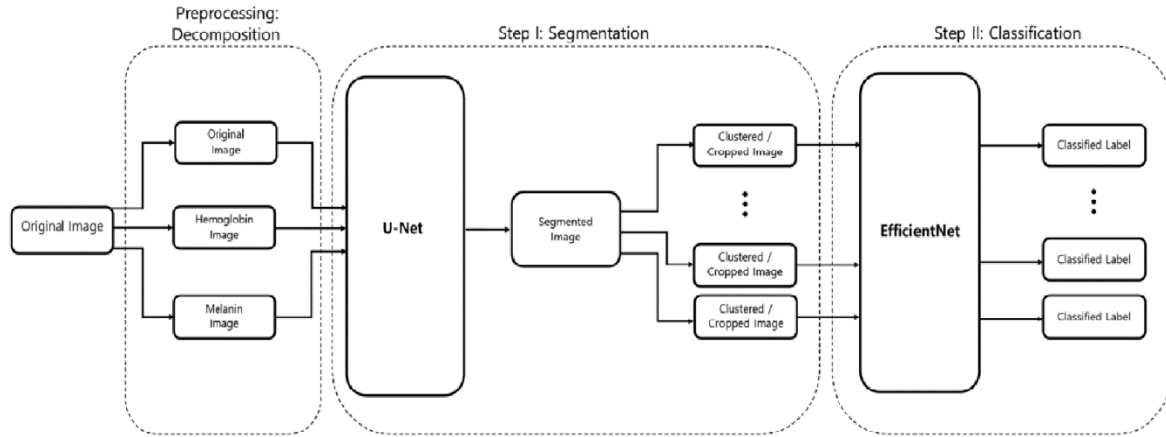 Preprocessing:
Decomposition
Step I: Segmentation
Step II: Classification
Original Image
Original
Image
Hemoglobin
Image
Melanin
Image
U-Net
Segmented
Image
Clustered /
Cropped Image
Clustered /
Cropped Image
Clustered /
Cropped Image
EfficientNet
Classified Label
Classified Label
Classified Label